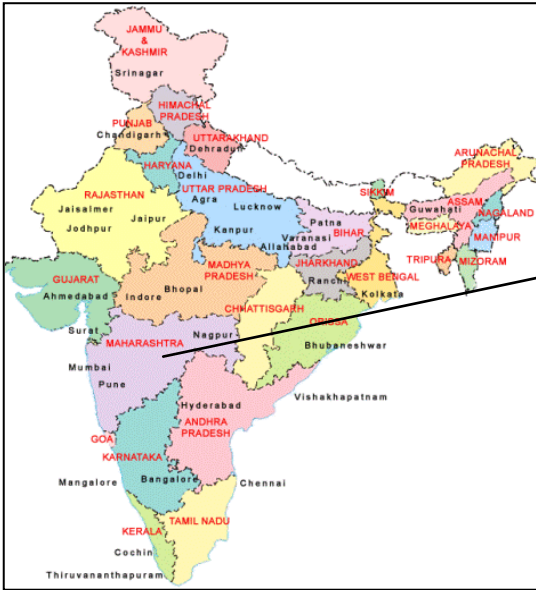 JAMMU
&
KASHMIR
Srinagar
HIMACHAL
PRADESH
PUNJAB
Chandigarh
UTTARAKHAND
Dehradun
HARYANA
Delhi
ARUNACHAL
PRADESH
RAJASTHAN
UTTAR PRADESH
Agra
Lucknow
SIKKIM
ASSAM
Guwahati
NAGALAND
Jaisalmer
Jaipur
Jodhpur
Kanpur
Patna
BIHAR
Varanasi
Allahabad
MEGHALAYA
MANIPUR
GUJARAT
Ahmedabad
MADHYA
PRADESH
Bhopal
Indore
JHARKHAND
Ranchi
WEST BENGAL
Kolkata
TRIPURA
MIZORAM
CHHATTISGARH
Surat
ORISSA
MAHARASHTRA
Nagpur
Bhubaneshwar
Mumbai
Pune
Vishakhapatnam
Hyderabad
ANDHRA
PRADESH
GOA
KARNATAKA
Mangalore
Bangalore
Chennai
TAMIL NADU
KERALA
Cochin
Thiruvananthapuram